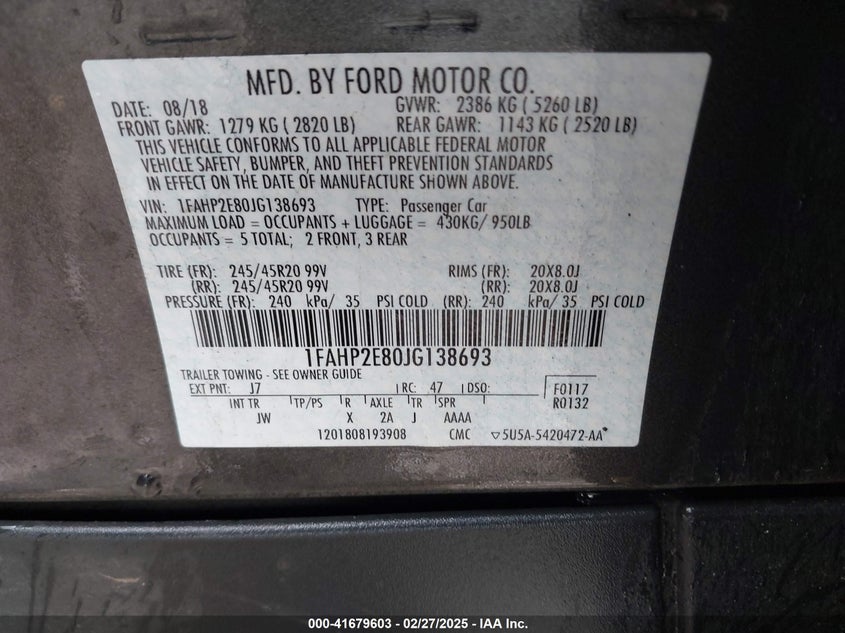 MFD. BY FORD MOTOR CO.
DATE: 08/18 GVWR: 2386 KG ( 5260 LB)
FRONT GAWR: 1279 KG ( 2820 LB) REAR GAWR: 1143 KG ( 2520 LB)
THIS VEHICLE CONFORMS TO ALL APPLICABLE FEDERAL MOTOR
VEHICLE SAFETY, BUMPER, AND THEFT PREVENTION STANDARDS
IN EFFECT ON THE DATE OF MANUFACTURE SHOWN ABOVE.
VIN: 1FAHP2E80JG138693 TYPE: Passenger Car
MAXIMUM LOAD = OCCUPANTS + LUGGAGE = 430KG/ 950LB
OCCUPANTS = 5 TOTAL; 2 FRONT, 3 REAR
TIRE (FR): 245/45R20 99V RIMS (FR): 20X8.0J
(RR): 245/45R20 99V (RR): 20X8.0J
PRESSURE (FR): 240 kPa/ 35 PSI COLD (RR): 240 kPa/ 35 PSI COLD
1FAHP2E80JG138693
TRAILER TOWING - SEE OWNER GUIDE
EXT PNT: J7 RC: 47 DSO: F0117
INT TR TP/PS R AXLE TR SPR R0132
JW X 2A J AAAA
1201808193908 CMC ▽5U5A-5420472-AA*
000-41679603 - 02/27/2025 - IAA Inc.